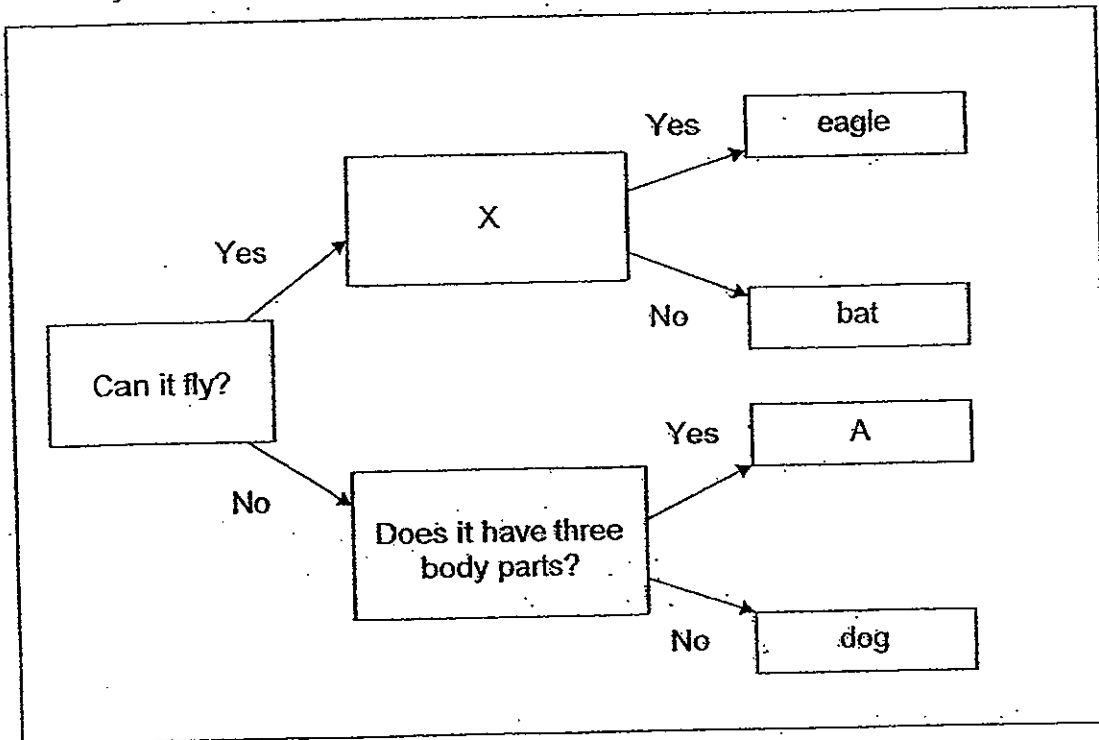 Yes
eagle
X
Yes
No
bat
Can it fly?
Yes
A
No
Does it have three
body parts?
No
dog